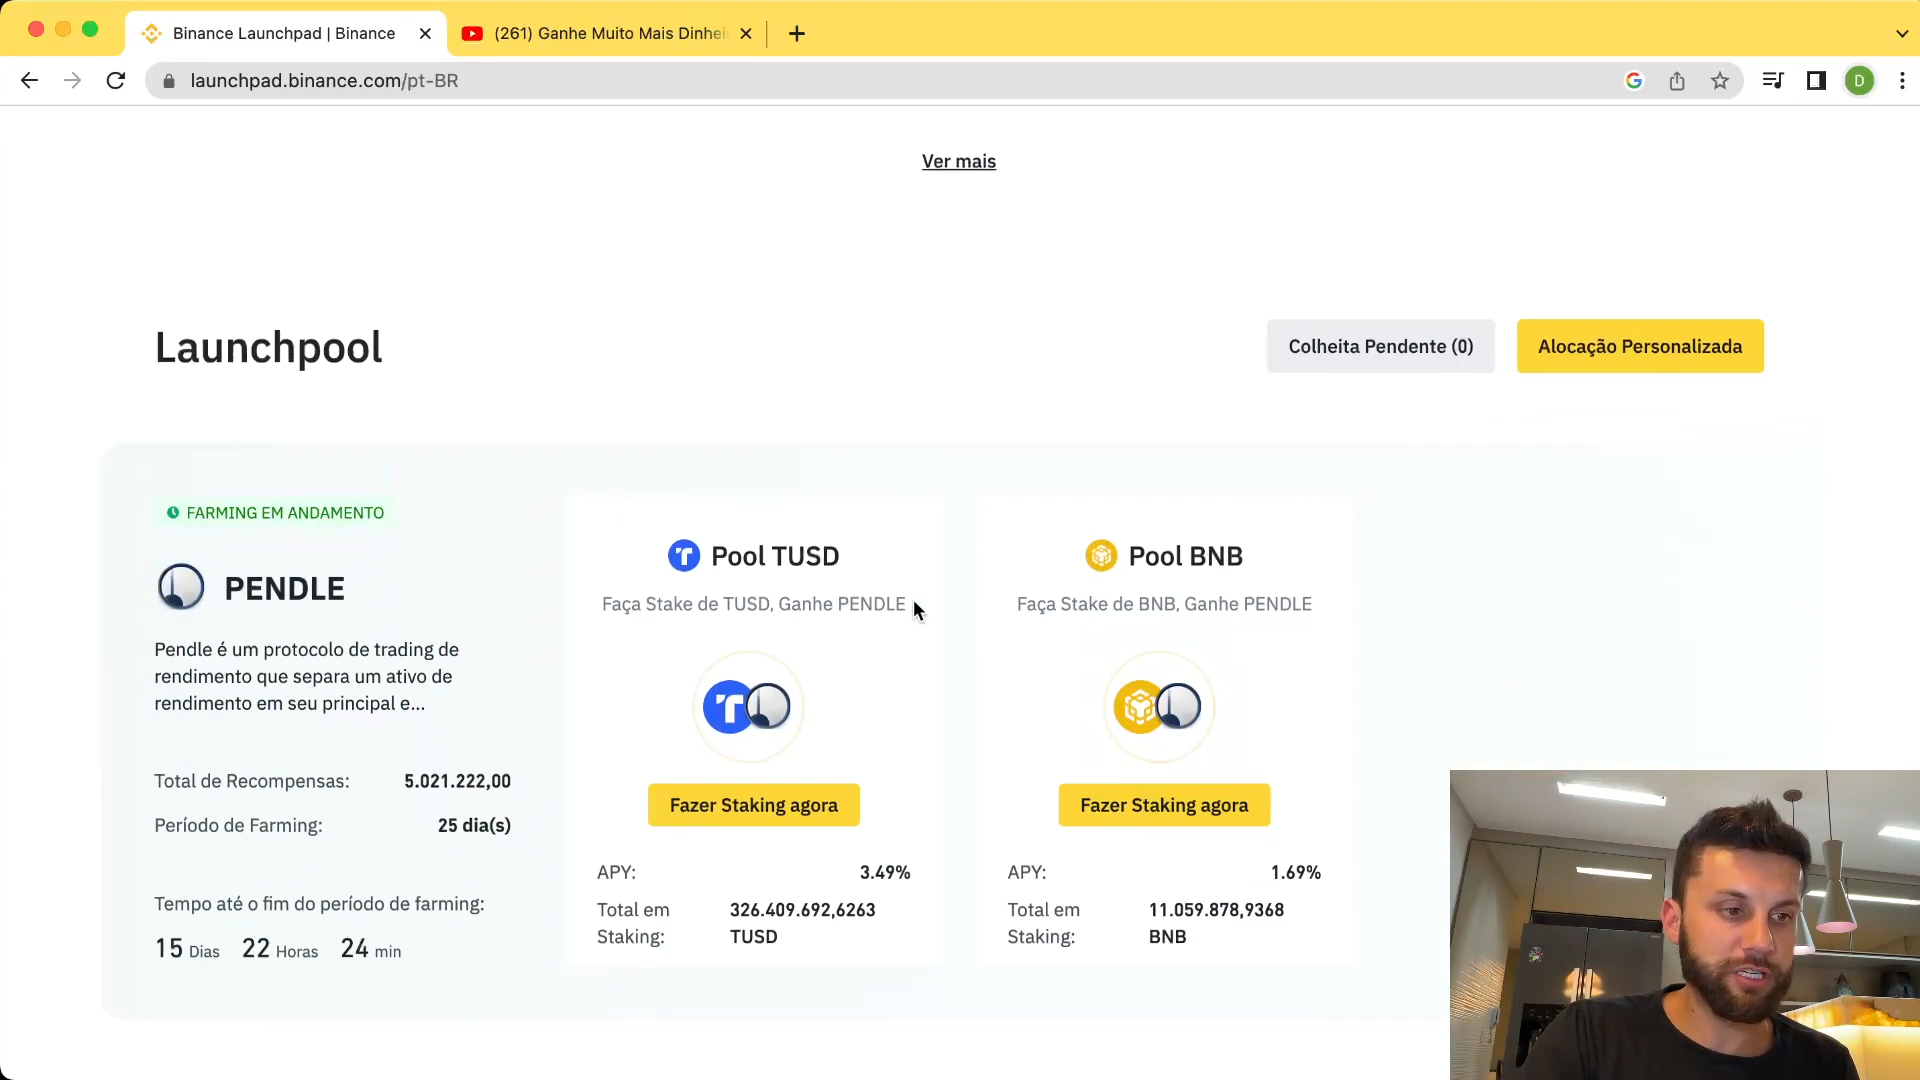 Binance Launchpad | Binance
(261) Ganhe Muito Mais Dinhei
launchpad.binance.com/pt-BR
D
Ver mais
Launchpool
Colheita Pendente (0)
Alocação Personalizada
FARMING EM ANDAMENTO
PENDLE
Pendle é um protocolo de trading de
rendimento que separa um ativo de
rendimento em seu principal e...
Total de Recompensas: 5.021.222,00
Período de Farming: 25 dia(s)
Tempo até o fim do período de farming:
15 Dias 22 Horas 24 min
Pool TUSD
Faça Stake de TUSD, Ganhe PENDLE
Fazer Staking agora
APY: 3.49%
Total em 326.409.692,6263
Staking: TUSD
Pool BNB
Faça Stake de BNB, Ganhe PENDLE
Fazer Staking agora
APY: 1.69%
Total em 11.059.878,9368
Staking: BNB